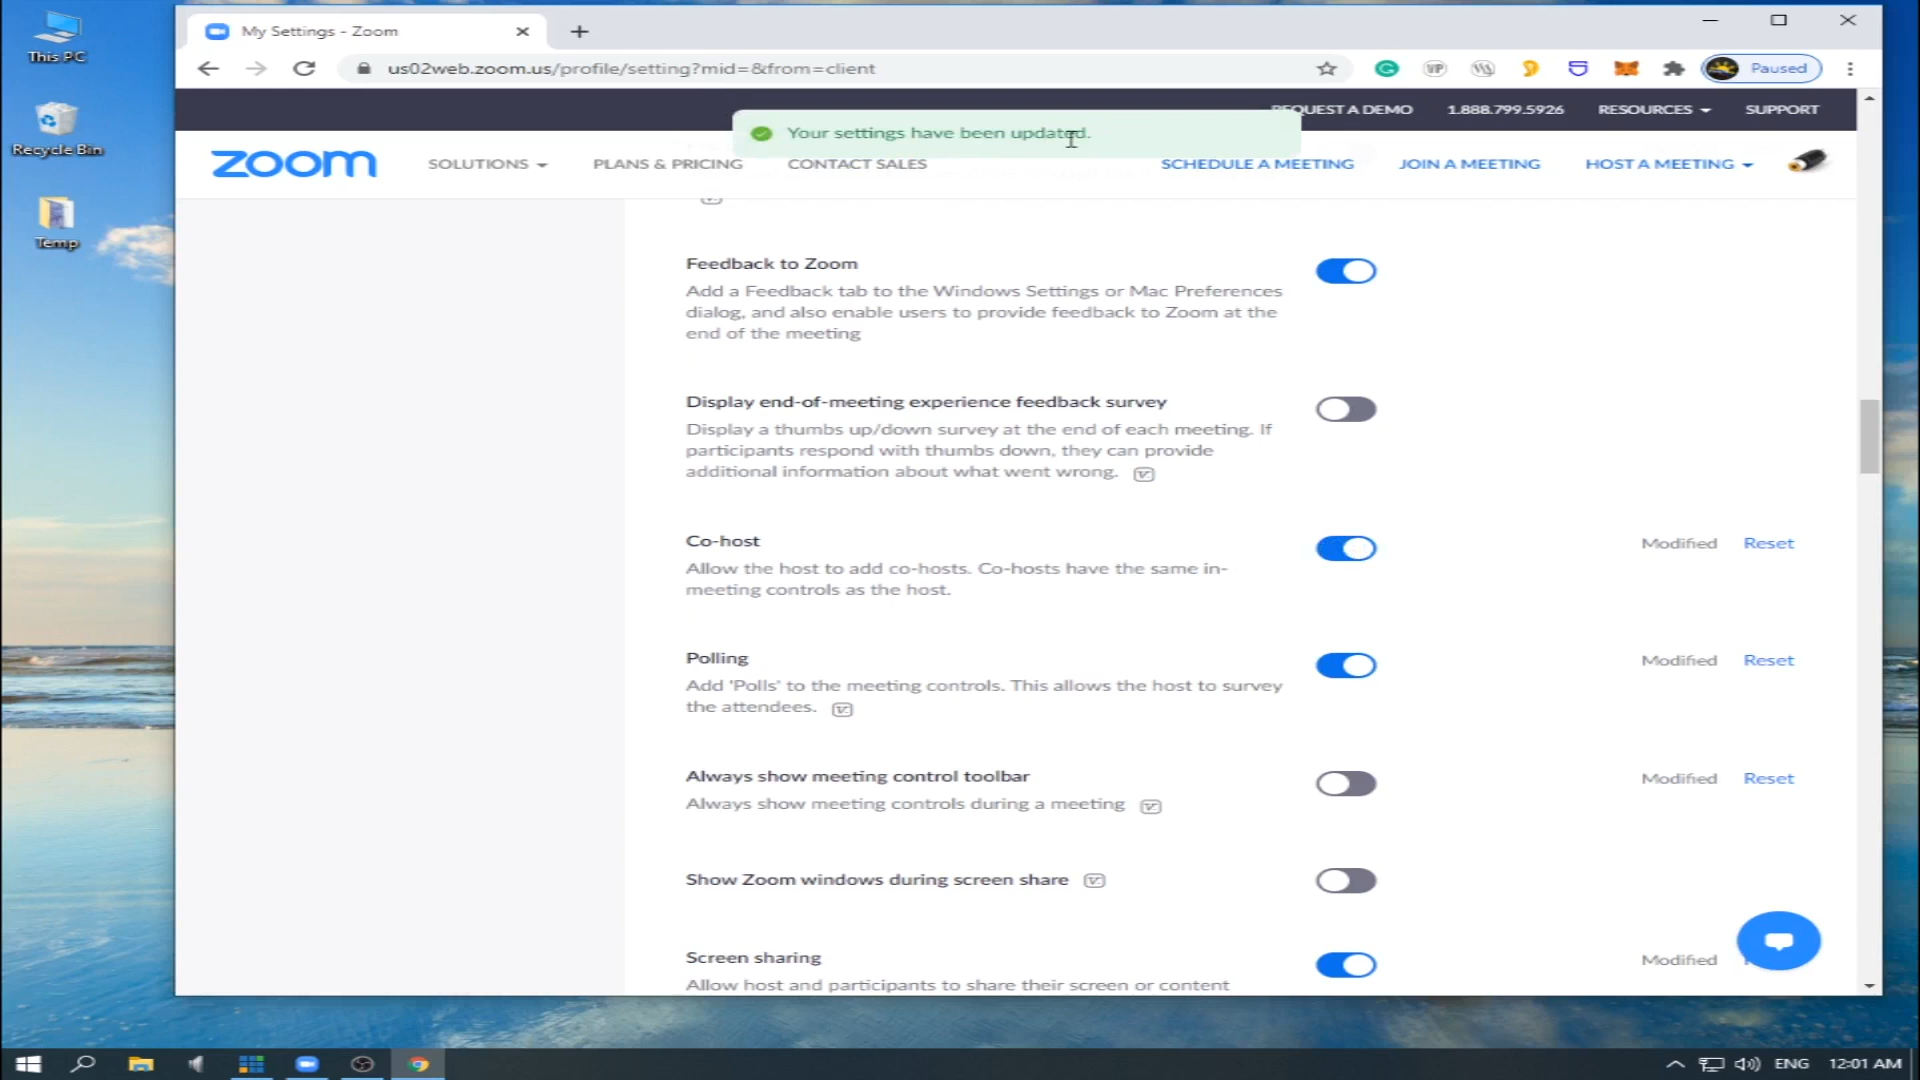 This PC
Recycle Bin
Temp
My Settings - Zoom
us02web.zoom.us/profile/setting?mid=&from=client
Paused
REQUEST A DEMO
1.888.799.5926
RESOURCES
SUPPORT
Your settings have been updated.
zoom
SOLUTIONS
PLANS & PRICING
CONTACT SALES
SCHEDULE A MEETING
JOIN A MEETING
HOST A MEETING
Feedback to Zoom
Add a Feedback tab to the Windows Settings or Mac Preferences
dialog, and also enable users to provide feedback to Zoom at the
end of the meeting
Display end-of-meeting experience feedback survey
Display a thumbs up/down survey at the end of each meeting. If
participants respond with thumbs down, they can provide
additional information about what went wrong.
Co-host
Modified Reset
Allow the host to add co-hosts. Co-hosts have the same in-
meeting controls as the host.
Polling
Modified Reset
Add 'Polls' to the meeting controls. This allows the host to survey
the attendees.
Always show meeting control toolbar
Modified Reset
Always show meeting controls during a meeting
Show Zoom windows during screen share
Screen sharing
Modified
Allow host and participants to share their screen or content
ENG
12:01 AM